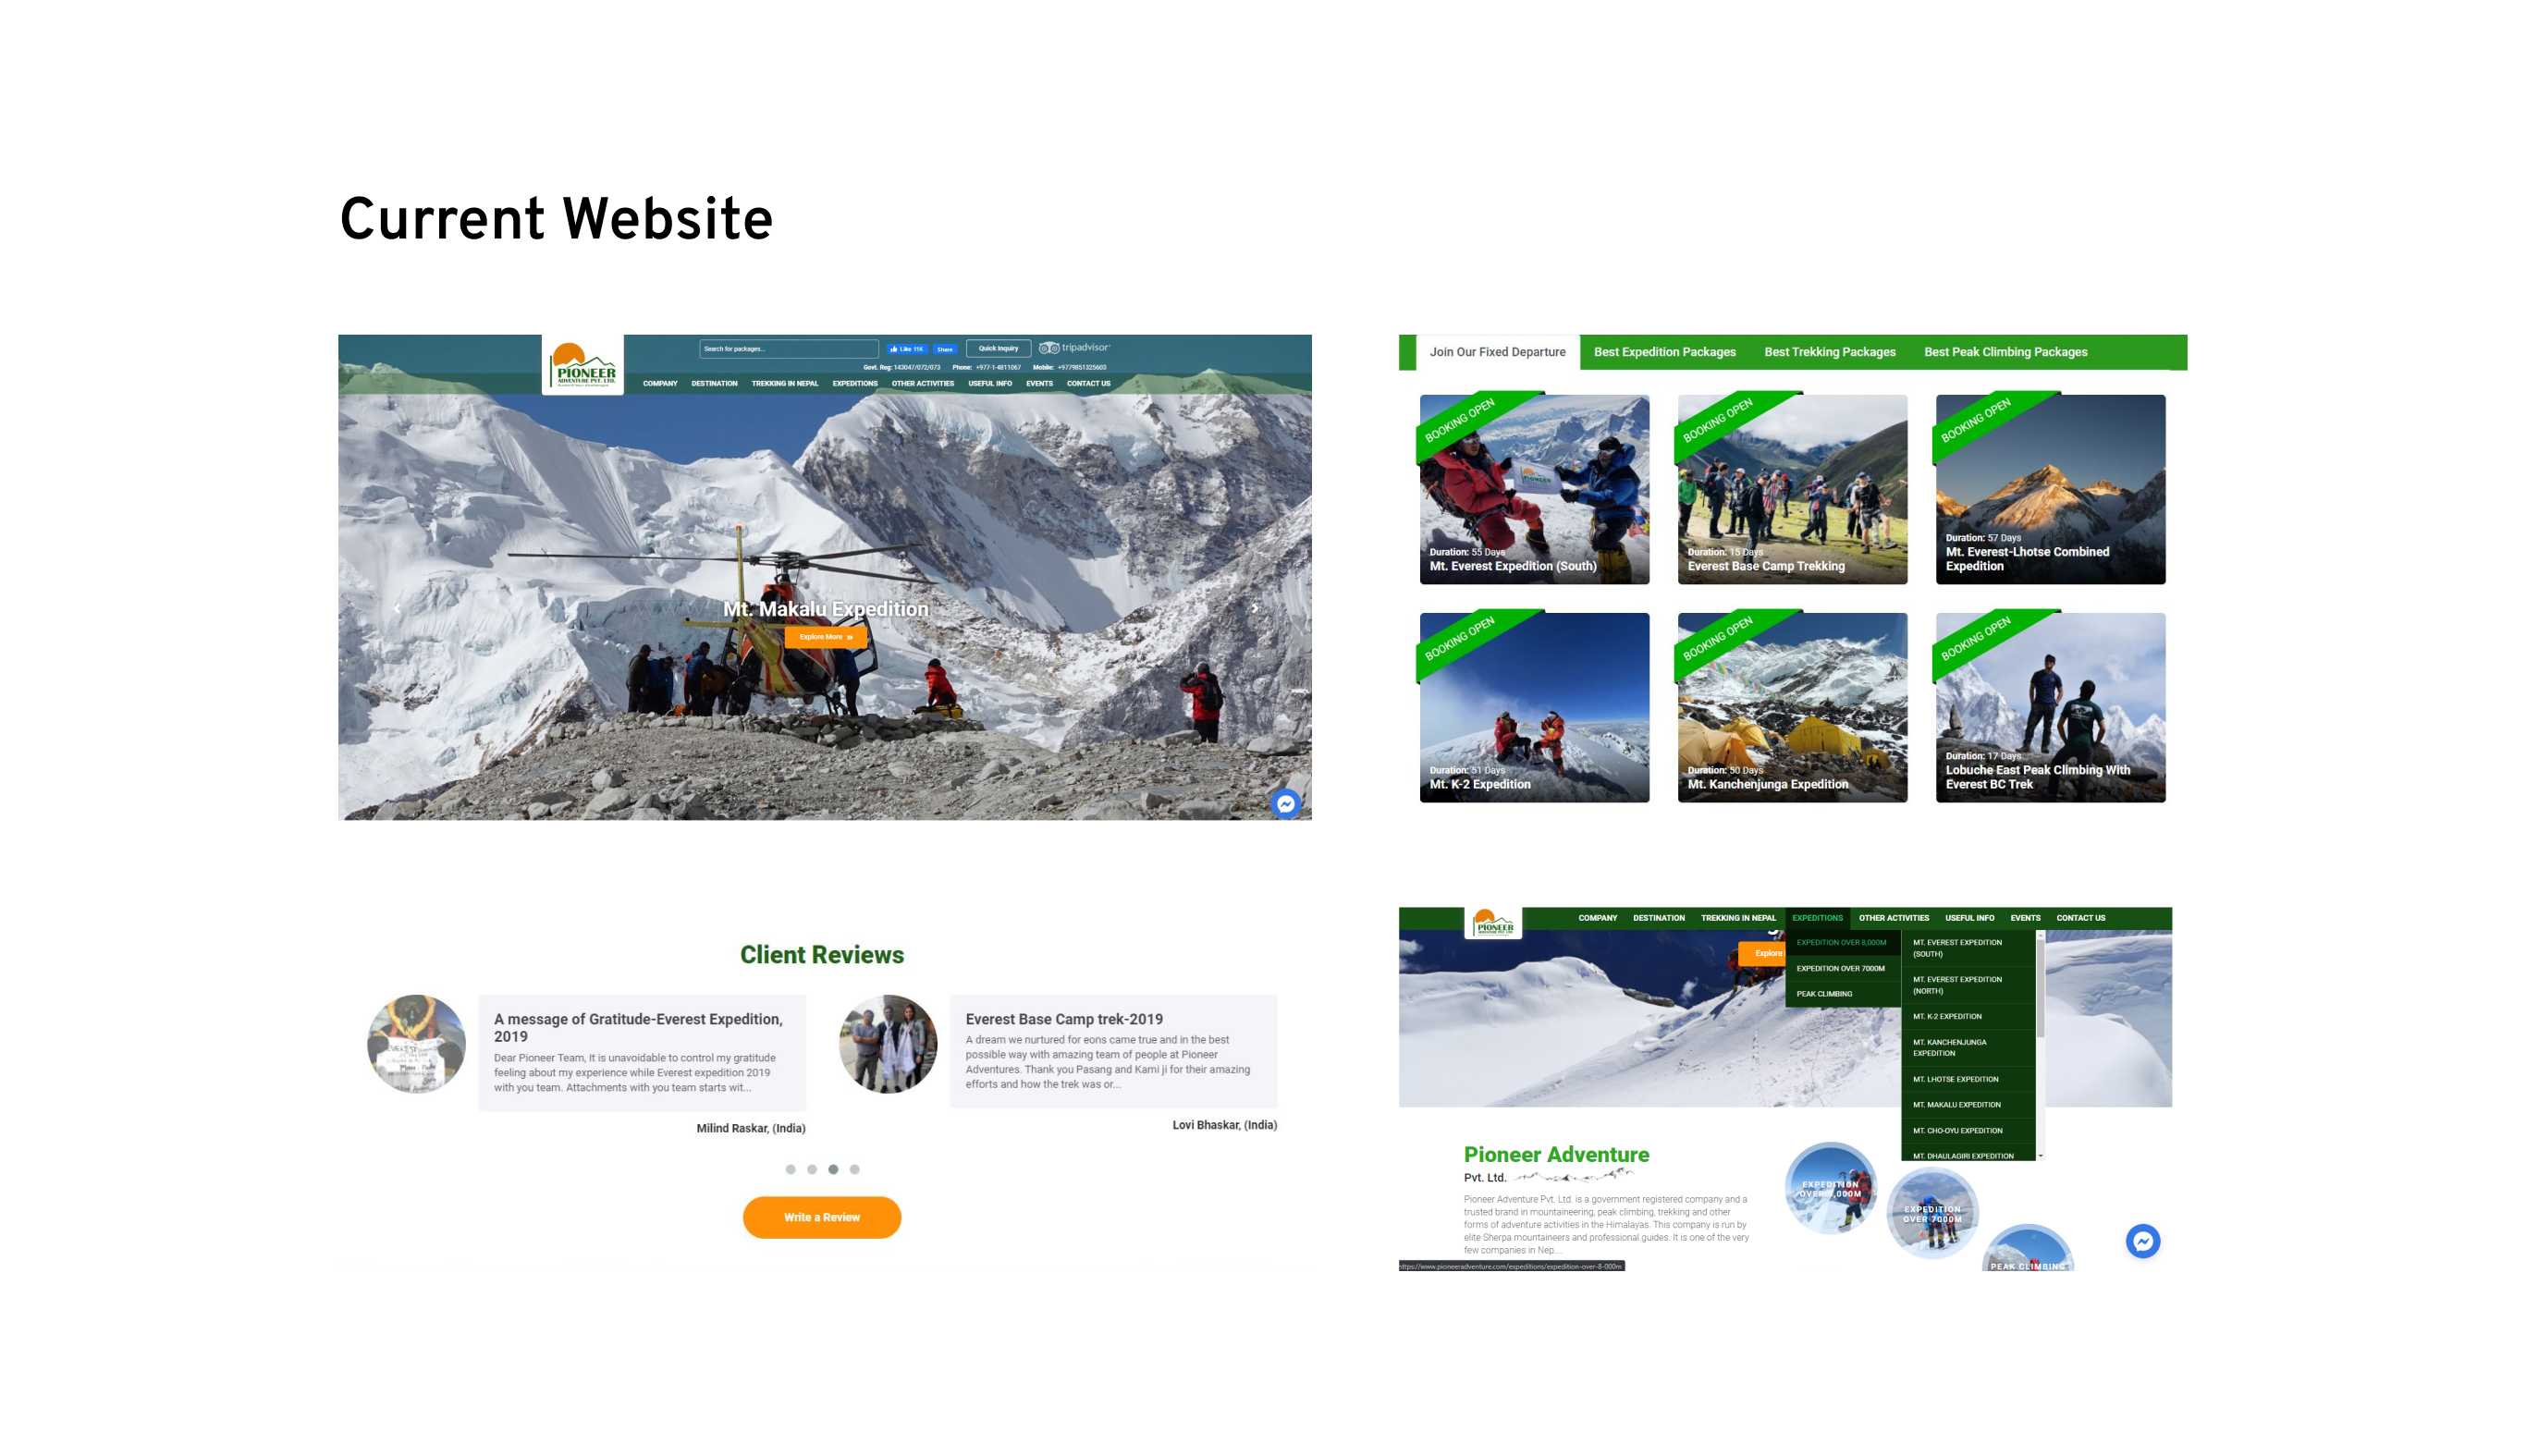 Current Website
PIONEER
ADVENTURE PVT. LTD.
Search for packages...
Like 11K
Share
Quick Inquiry
tripadvisor
Govt. Reg: 143047/072/073 Phone: +977-1-4811067 Mobile: +9779851325603
COMPANY DESTINATION TREKKING IN NEPAL EXPEDITIONS OTHER ACTIVITIES USEFUL INFO EVENTS CONTACT US
Mt. Makalu Expedition
Explore More »
Join Our Fixed Departure Best Expedition Packages Best Trekking Packages Best Peak Climbing Packages
BOOKING OPEN
PIONEER
Duration: 55 Days
Mt. Everest Expedition (South)
BOOKING OPEN
Duration: 15 Days
Everest Base Camp Trekking
BOOKING OPEN
Duration: 57 Days
Mt. Everest-Lhotse Combined
Expedition
BOOKING OPEN
Duration: 51 Days
Mt. K-2 Expedition
BOOKING OPEN
Duration: 50 Days
Mt. Kanchenjunga Expedition
BOOKING OPEN
Duration: 17 Days
Lobuche East Peak Climbing With
Everest BC Trek
Client Reviews
A message of Gratitude-Everest Expedition,
2019
Dear Pioneer Team, It is unavoidable to control my gratitude
feeling about my experience while Everest expedition 2019
with you team. Attachments with you team starts wit...
Milind Raskar, (India)
Everest Base Camp trek-2019
A dream we nurtured for eons came true and in the best
possible way with amazing team of people at Pioneer
Adventures. Thank you Pasang and Kami ji for their amazing
efforts and how the trek was or...
Lovi Bhaskar, (India)
Write a Review
PIONEER
ADVENTURE PVT. LTD.
COMPANY DESTINATION TREKKING IN NEPAL EXPEDITIONS OTHER ACTIVITIES USEFUL INFO EVENTS CONTACT US
Explore
EXPEDITION OVER 8,000M
EXPEDITION OVER 7000M
PEAK CLIMBING
MT. EVEREST EXPEDITION
(SOUTH)
MT. EVEREST EXPEDITION
(NORTH)
MT. K-2 EXPEDITION
MT. KANCHENJUNGA
EXPEDITION
MT. LHOTSE EXPEDITION
MT. MAKALU EXPEDITION
MT. CHO-OYU EXPEDITION
MT. DHAULAGIRI EXPEDITION
Pioneer Adventure
Pvt. Ltd.
Pioneer Adventure Pvt. Ltd. is a government registered company and a
trusted brand in mountaineering, peak climbing, trekking and other
forms of adventure activities in the Himalayas. This company is run by
elite Sherpa mountaineers and professional guides. It is one of the very
few companies in Nep....
EXPEDITION
OVER 8,000M
EXPEDITION
OVER 7000M
PEAK CLIMBING
https://www.pioneeradventure.com/expeditions/expedition-over-8-000m